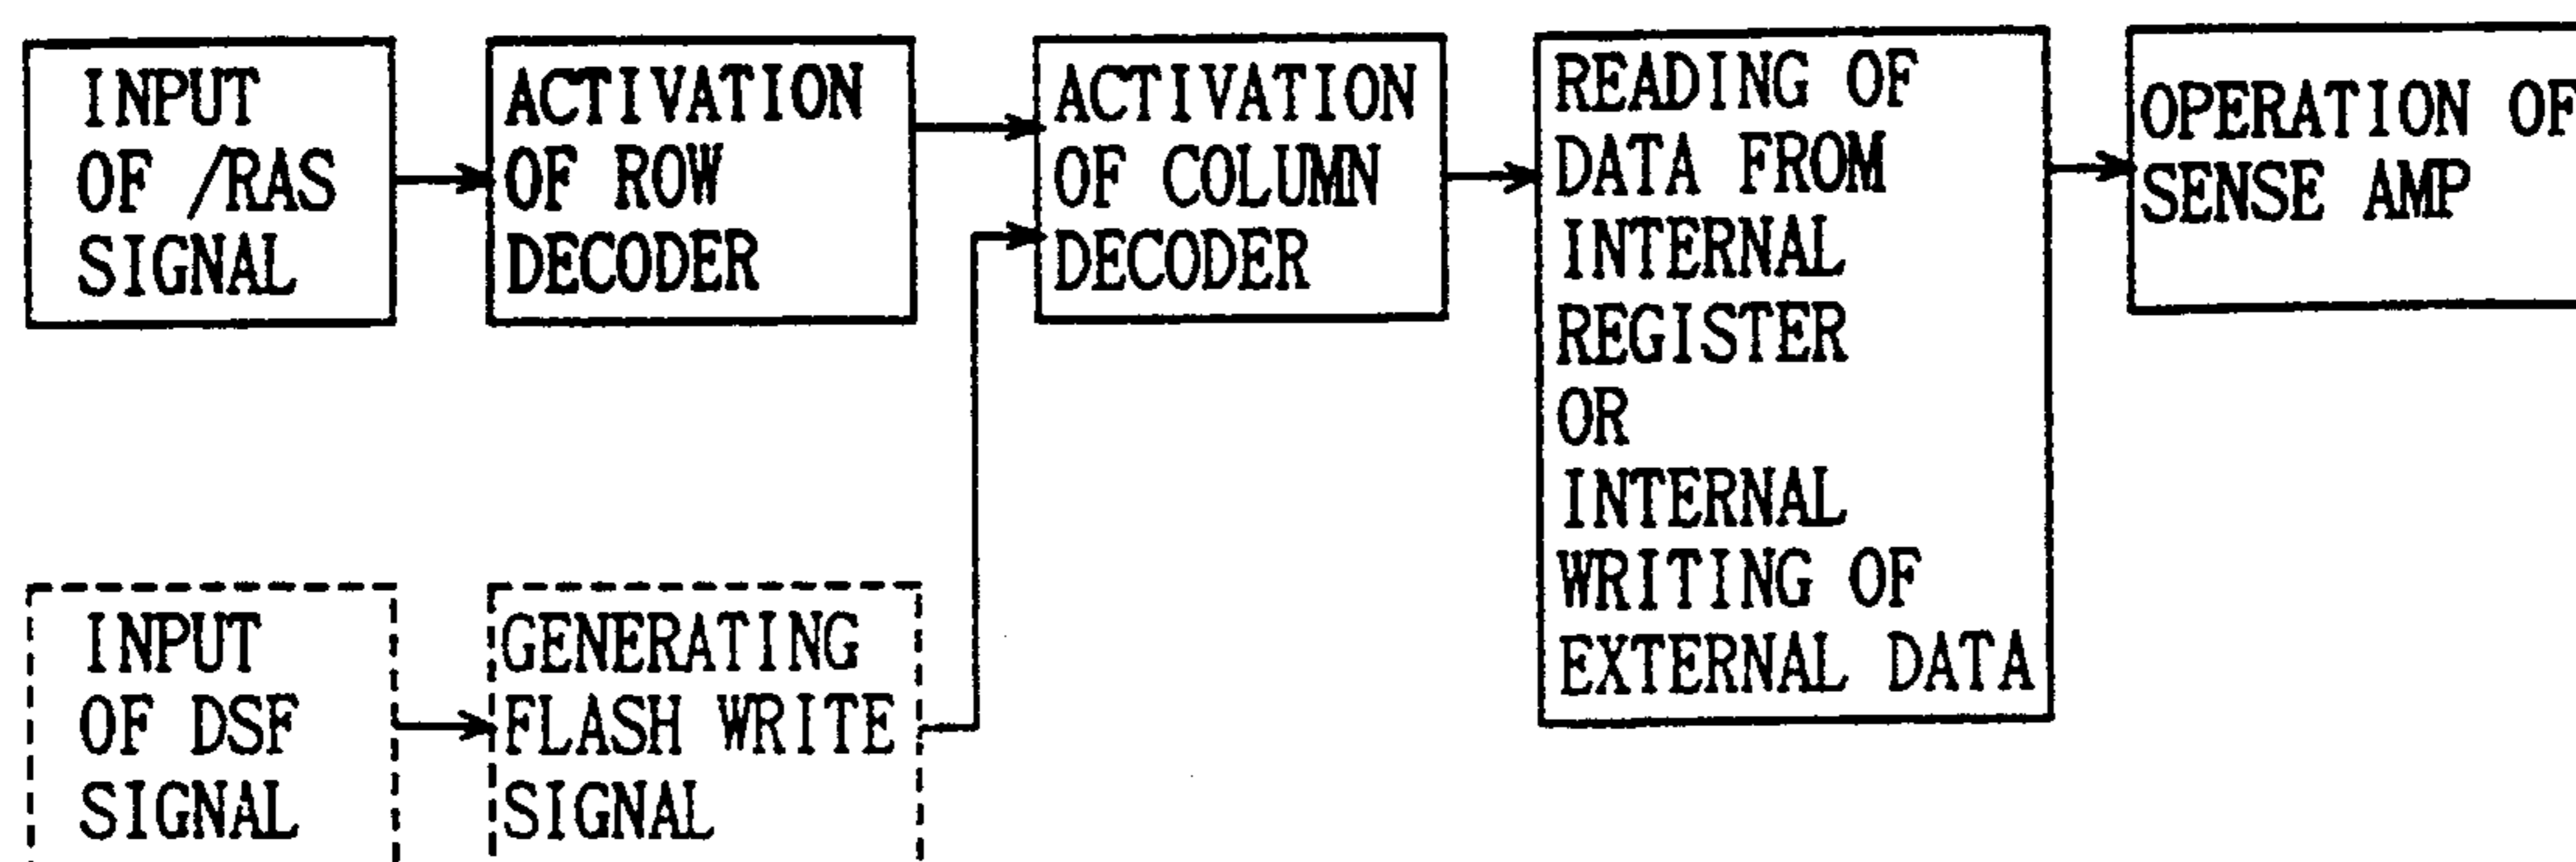 INPUT
OF /RAS
SIGNAL
ACTIVATION
OF ROW
DECODER
ACTIVATION
OF COLUMN
DECODER
READING OF
DATA FROM
INTERNAL
REGISTER
OR
INTERNAL
WRITING OF
EXTERNAL DATA
OPERATION OF
SENSE AMP
INPUT
OF DSF
SIGNAL
GENERATING
FLASH WRITE
SIGNAL